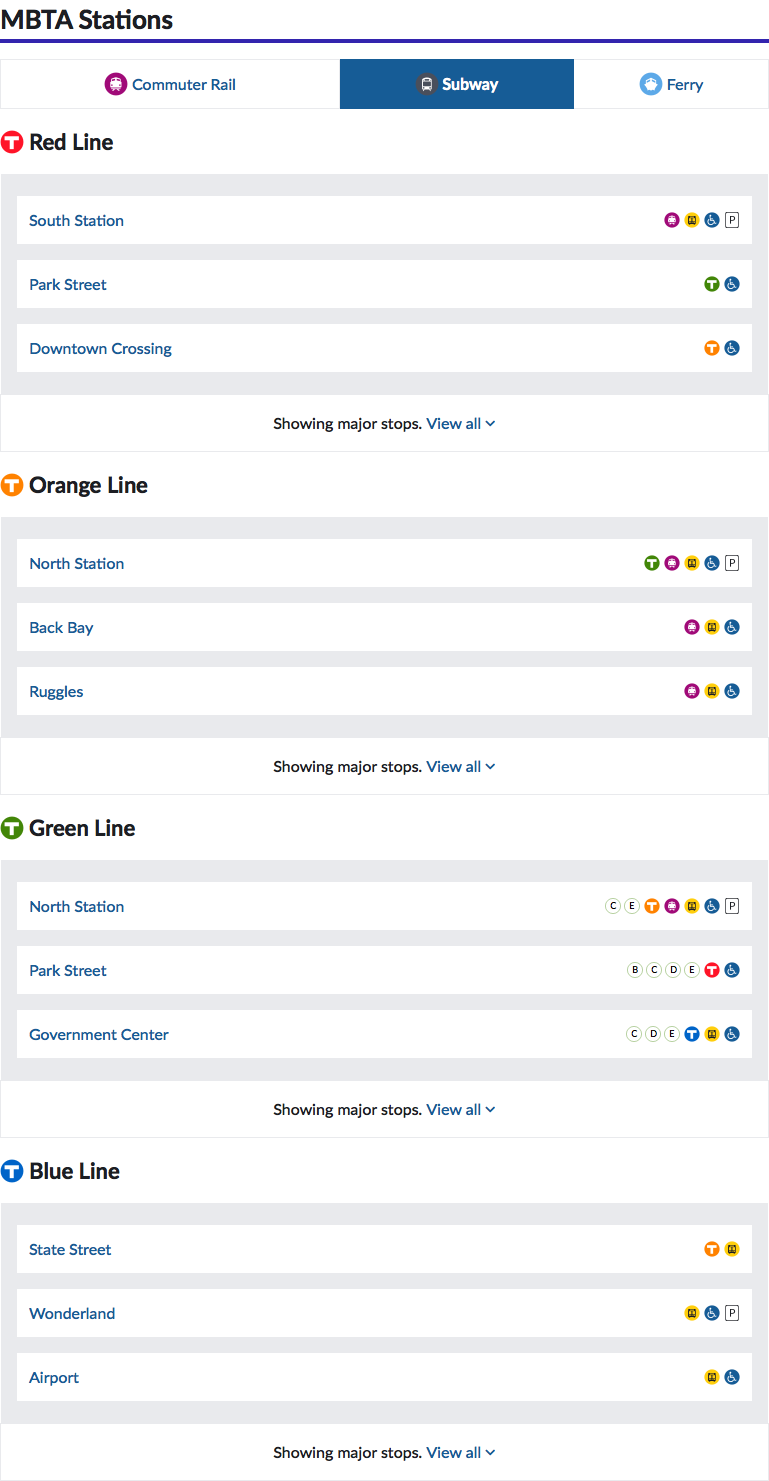 MBTA Stations
Commuter Rail Subway Ferry
T Red Line
South Station P
Park Street T
Downtown Crossing T
Showing major stops. View all
T Orange Line
North Station T P
Back Bay
Ruggles
Showing major stops. View all
T Green Line
North Station C E T P
Park Street B C D E T
Government Center C D E T
Showing major stops. View all
T Blue Line
State Street T
Wonderland P
Airport
Showing major stops. View all